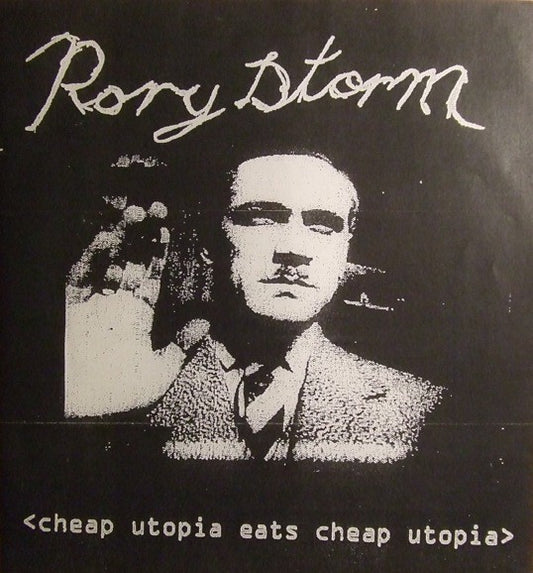 Rory Storm
<cheap utopia eats cheap utopia>